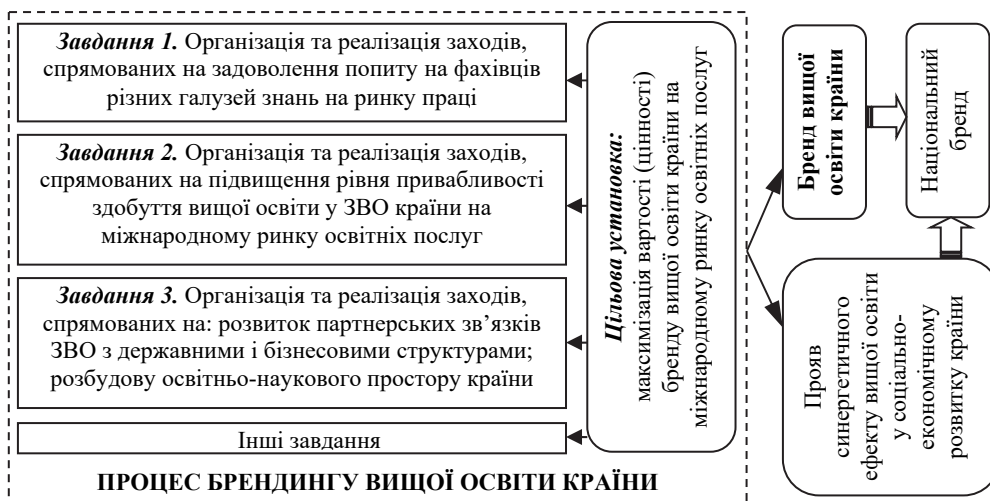 Завдання 1. Організація та реалізація заходів,
спрямованих на задоволення попиту на фахівців
різних галузей знань на ринку праці
Завдання 2. Організація та реалізація заходів,
спрямованих на підвищення рівня привабливості
здобуття вищої освіти у ЗВО країни на
міжнародному ринку освітніх послуг
Завдання 3. Організація та реалізація заходів,
спрямованих на: розвиток партнерських зв’язків
ЗВО з державними і бізнесовими структурами;
розбудову освітньо-наукового простору країни
Інші завдання
ПРОЦЕС БРЕНДИНГУ ВИЩОЇ ОСВІТИ КРАЇНИ
Цільова установка:
максимізація вартості (цінності)
бренду вищої освіти країни на
міжнародному ринку освітніх послуг
Бренд вищої
освіти країни
Національний
бренд
Прояв
синергетичного
ефекту вищої освіти
у соціально-
економічному
розвитку країни